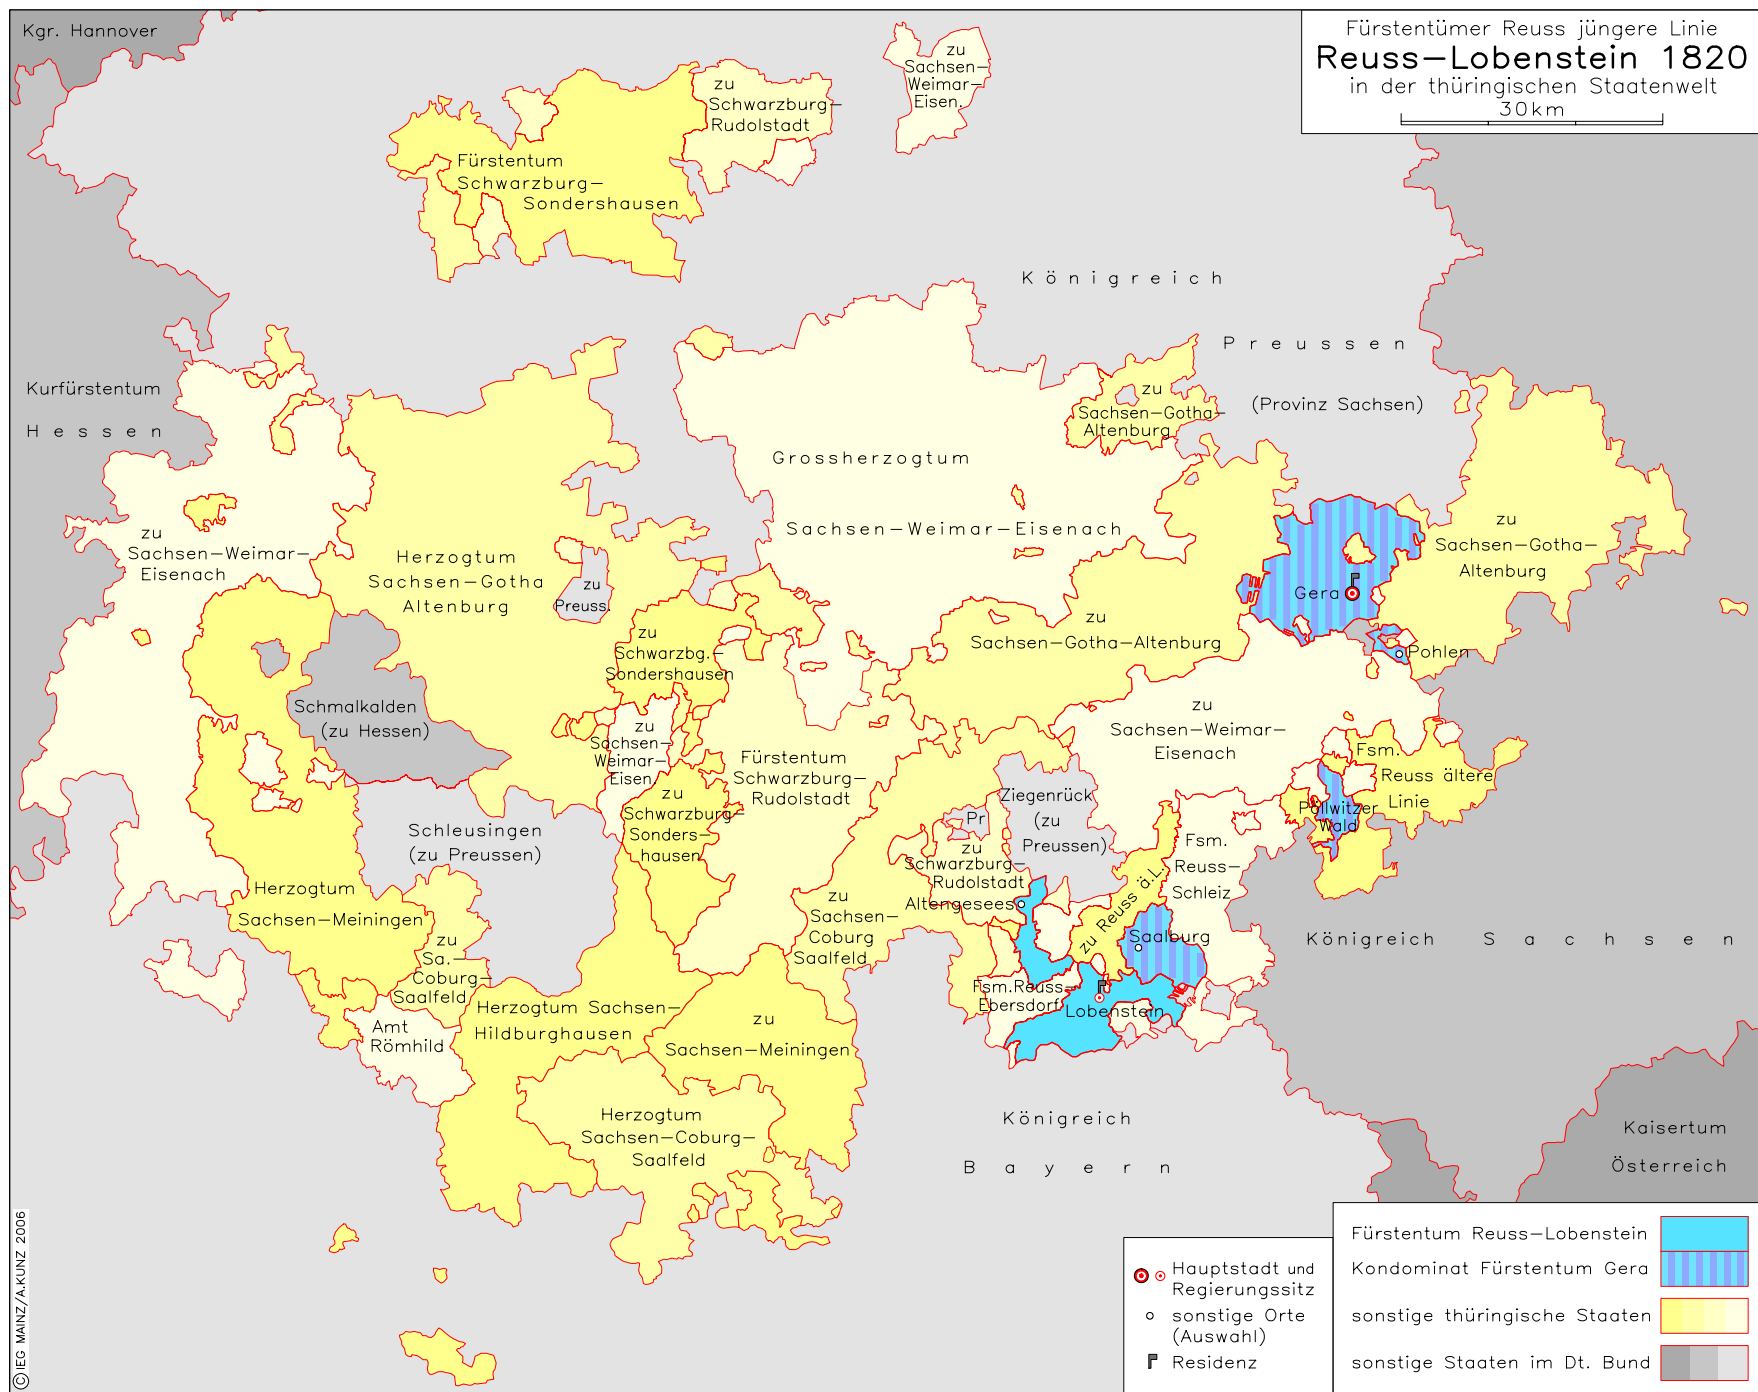 Kgr. Hannover
Fürstentümer Reuss jüngere Linie
Reuss-Lobenstein 1820
in der thüringischen Staatenwelt
30km
zu
Sachsen-
Weimar-
Eisen.
zu
Schwarzburg-
Rudolstadt
Fürstentum
Schwarzburg-
Sondershausen
Königreich
Preussen
(Provinz Sachsen)
Kurfürstentum
Hessen
zu
Sachsen-Gotha-
Altenburg
Grossherzogtum
Sachsen-Weimar-Eisenach
zu
Sachsen-Weimar-
Eisenach
Herzogtum
Sachsen-Gotha
Altenburg
zu
Preuss.
zu
Sachsen-Gotha-
Altenburg
Gera
zu
Sachsen-Gotha-Altenburg
Pohlen
zu
Schwarzbg.-
Sondershausen
Schmalkalden
(zu Hessen)
zu
Sachsen-
Weimar-
Eisen.
zu
Sachsen-Weimar-
Eisenach
Fürstentum
Schwarzburg-
Rudolstadt
Fsm.
Reuss ältere
Linie
Pöllwitzer
Wald
Ziegenrück
(zu
Preussen)
Pr
zu
Schwarzburg-
Sonders-
hausen
Schleusingen
(zu Preussen)
Fsm.
Reuss-
Schleiz
zu
Schwarzburg-
Rudolstadt
Altengesees
zu Reuss ä.L.
Saalburg
Herzogtum
Sachsen-Meiningen
zu
Sachsen-
Coburg
Saalfeld
Königreich Sachsen
zu
Sa.-
Coburg-
Saalfeld
Fsm.Reuss-
Ebersdorf
Lobenstein
Herzogtum Sachsen-
Hildburghausen
Amt
Römhild
zu
Sachsen-Meiningen
Herzogtum
Sachsen-Coburg-
Saalfeld
Königreich
Bayern
Kaisertum
Österreich
Hauptstadt und
Regierungssitz
sonstige Orte
(Auswahl)
Residenz
Fürstentum Reuss-Lobenstein
Kondominat Fürstentum Gera
sonstige thüringische Staaten
sonstige Staaten im Dt. Bund
©IEG MAINZ/A.KUNZ 2006